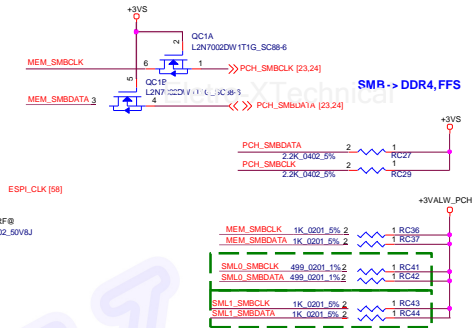 +3VS
2
QC1A
L2N7002DW1T1G_SC88-6
MEM_SMBCLK 6 1 PCH_SMBCLK [23,24]
5
QC1B
MEM_SMBDATA 3 4 PCH_SMBDATA [23,24]
SMB-> DDR4,FFS
+3VS
PCH_SMBDATA 2 1
2.2K_0402_5% RC27
PCH_SMBCLK 2 1
2.2K_0402_5% RC29
ESPI_CLK [58]
+3VALW_PCH
RF@
02_50V8J
MEM_SMBCLK 1K_0201_5% 2 1 RC36
MEM_SMBDATA 1K_0201_5% 2 1 RC37
SML0_SMBCLK 499_0201_1% 2 1 RC41
SML0_SMBDATA 499_0201_1% 2 1 RC42
SML1_SMBCLK 1K_0201_5% 2 1 RC43
SML1_SMBDATA 1K_0201_5% 2 1 RC44